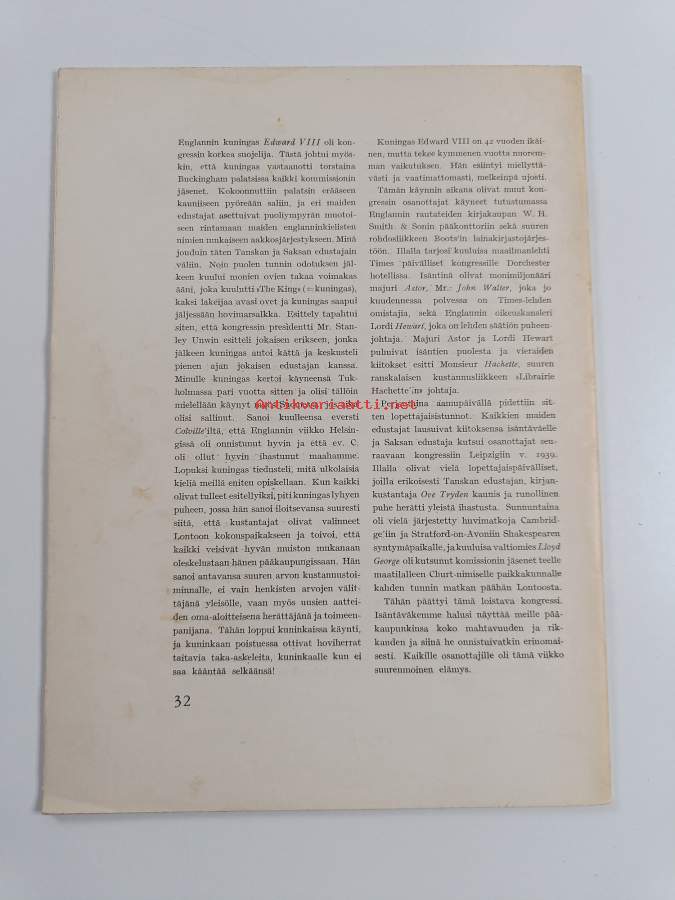 Englannin kuningas Edward VIII oli kon-
gressin korkea suojelija. Tästä johtui myös-
kin, että kuningas vastaanotti torstaina
Buckingham palatsissa kaikki kommissionin
jäsenet. Kokoonnuttiin palatsin erääseen
kauniiseen pyöreään saliin, ja eri maiden
edustajat asettuivat puoliympyrän muotoi-
seen rintamaan maiden englanninkielisten
nimien mukaiseen aakkosjärjestykseen. Minä
jouduin täten Tanskan ja Saksan edustajain
väliin. Noin puolen tunnin odotuksen jäl-
keen kuului monien ovien takaa voimakas
ääni, joka kuulutti »The King» (= kuningas),
kaksi lakeijaa avasi ovet ja kuningas saapui
jäljessään hovimarsalkka. Esittely tapahtui
siten, että kongressin presidentti Mr. Stan-
ley Unwin esitteli jokaisen erikseen, jonka
jälkeen kuningas antoi kättä ja keskusteli
pienen ajan jokaisen edustajan kanssa.
Minulle kuningas kertoi käyneensä Tuk-
holmassa pari vuotta sitten ja olisi tällöin
mielellään käynyt
olisi sallinut. Sanoi kuulleensa eversti
Colville'iltä, että Englannin viikko Helsin-
gissä oli onnistunut hyvin ja että ev. C.
oli ollut hyvin ihastunut maahamme.
Lopuksi kuningas tiedusteli, mitä ulkolaisia
kieliä meillä eniten opiskellaan. Kun kaikki
olivat tulleet esitellyiksi, piti kuningas lyhyen
puheen, jossa hän sanoi iloitsevansa suuresti
siitä, että kustantajat olivat valinneet
Lontoon kokouspaikakseen ja toivoi, että
kaikki veisivät hyvän muiston mukanaan
oleskelustaan hänen pääkaupungissaan. Hän
sanoi antavansa suuren arvon kustannustoi-
minnalle, ei vain henkisten arvojen välit-
täjänä yleisölle, vaan myös uusien aattei-
den oma-aloitteisena herättäjänä ja toimeen-
panijana. Tähän loppui kuninkaissa käynti,
ja kuninkaan poistuessa ottivat hoviherrat
taitavia taka-askeleita, kuninkaalle kun ei
saa kääntää selkäänsä!
32
Kuningas Edward VIII on 42 vuoden ikäi-
nen, mutta tekee kymmenen vuotta nuorem-
man vaikutuksen. Hän esiintyi miellyttä-
västi ja vaatimattomasti, melkeinpä ujosti.
Tämän käynnin aikana olivat muut kon-
gressin osanottajat käyneet tutustumassa
Englannin rautateiden kirjakaupan W. H.
Smith & Sonin pääkonttoriin sekä suuren
rohdosliikkeen Boots'in lainakirjastojärjes-
töön. Illalla tarjosi kuuluisa maailmanlehti
Times päivälliset kongressille Dorchester
hotellissa. Isäntinä olivat monimiljonääri
majuri Astor, Mr. John Walter, joka jo
kuudennessa polvessa on Times-lehden
omistajia, sekä Englannin oikeuskansleri
Lordi Hewart, joka on lehden säätiön puheen-
johtaja. Majuri Astor ja Lordi Hewart
puhuivat isäntien puolesta ja vieraiden
kiitokset esitti Monsieur Hachette, suuren
ranskalaisen kustannusliikkeen »Librairie
Hachette'in» johtaja.
Perjantaina aamupäivällä pidettiin sit-
ten lopettajaisistunnot. Kaikkien maiden
edustajat lausuivat kiitoksensa isäntäväelle
ja Saksan edustaja kutsui osanottajat seu-
raavaan kongressiin Leipzigiin v. 1939.
Illalla olivat vielä lopettajaispäivälliset,
joilla erikoisesti Tanskan edustajan, kirjan-
kustantaja Ove Tryden kaunis ja runollinen
puhe herätti yleistä ihastusta. Sunnuntaina
oli vielä järjestetty huvimatkoja Cambrid-
ge'iin ja Stratford-on-Avoniin Shakespearen
syntymäpaikalle, ja kuuluisa valtiomies Lloyd
George oli kutsunut komissionin jäsenet teelle
maatilalleen Churt-nimiselle paikkakunnalle
kahden tunnin matkan päähän Lontoosta.
Tähän päättyi tämä loistava kongressi.
Isäntäväkemme halusi näyttää meille pää-
kaupunkinsa koko mahtavuuden ja rik-
kauden ja siinä he onnistuivatkin erinomai-
sesti. Kaikille osanottajille oli tämä viikko
suurenmoinen elämys.
Antikvariaatti.net